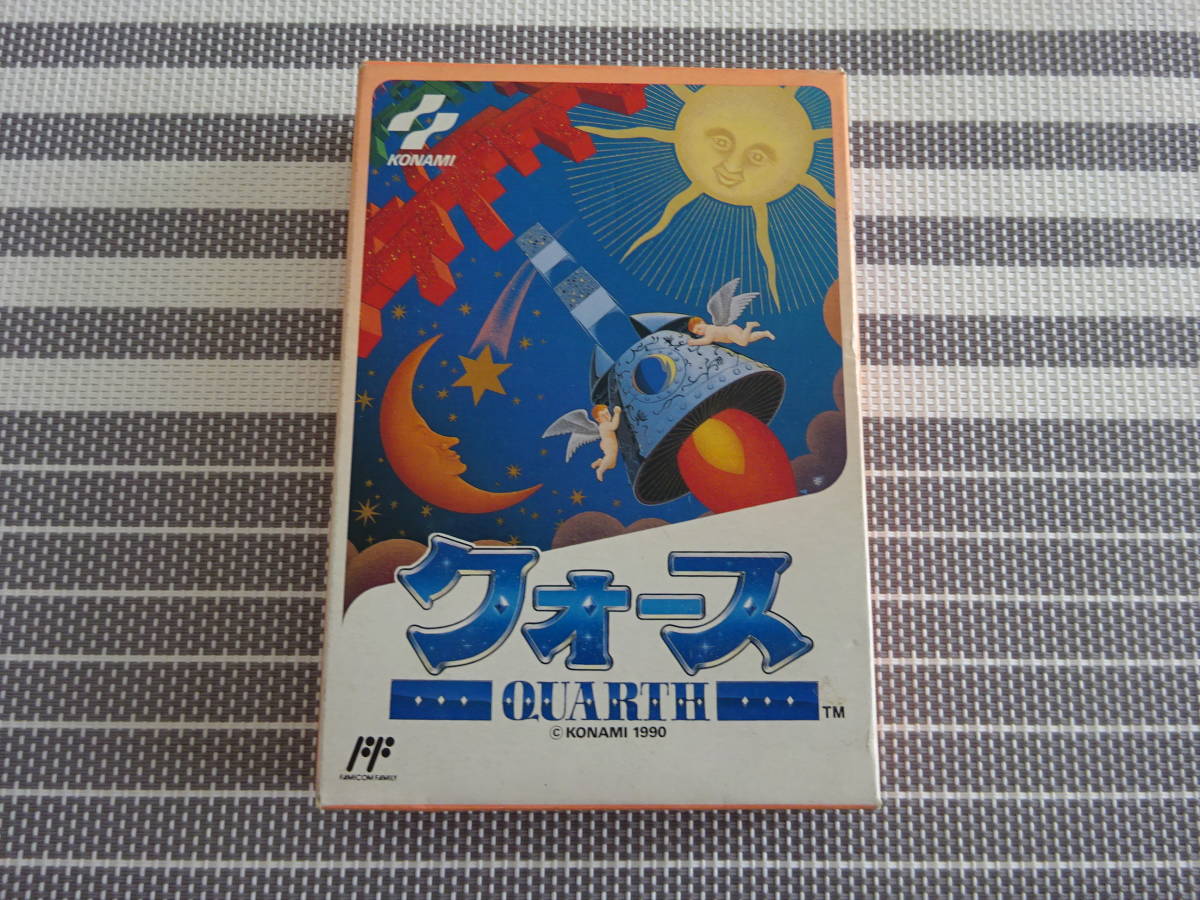 KONAMI
クォース
QUARTH
TM
© KONAMI 1990
FAMICOM FAMILY